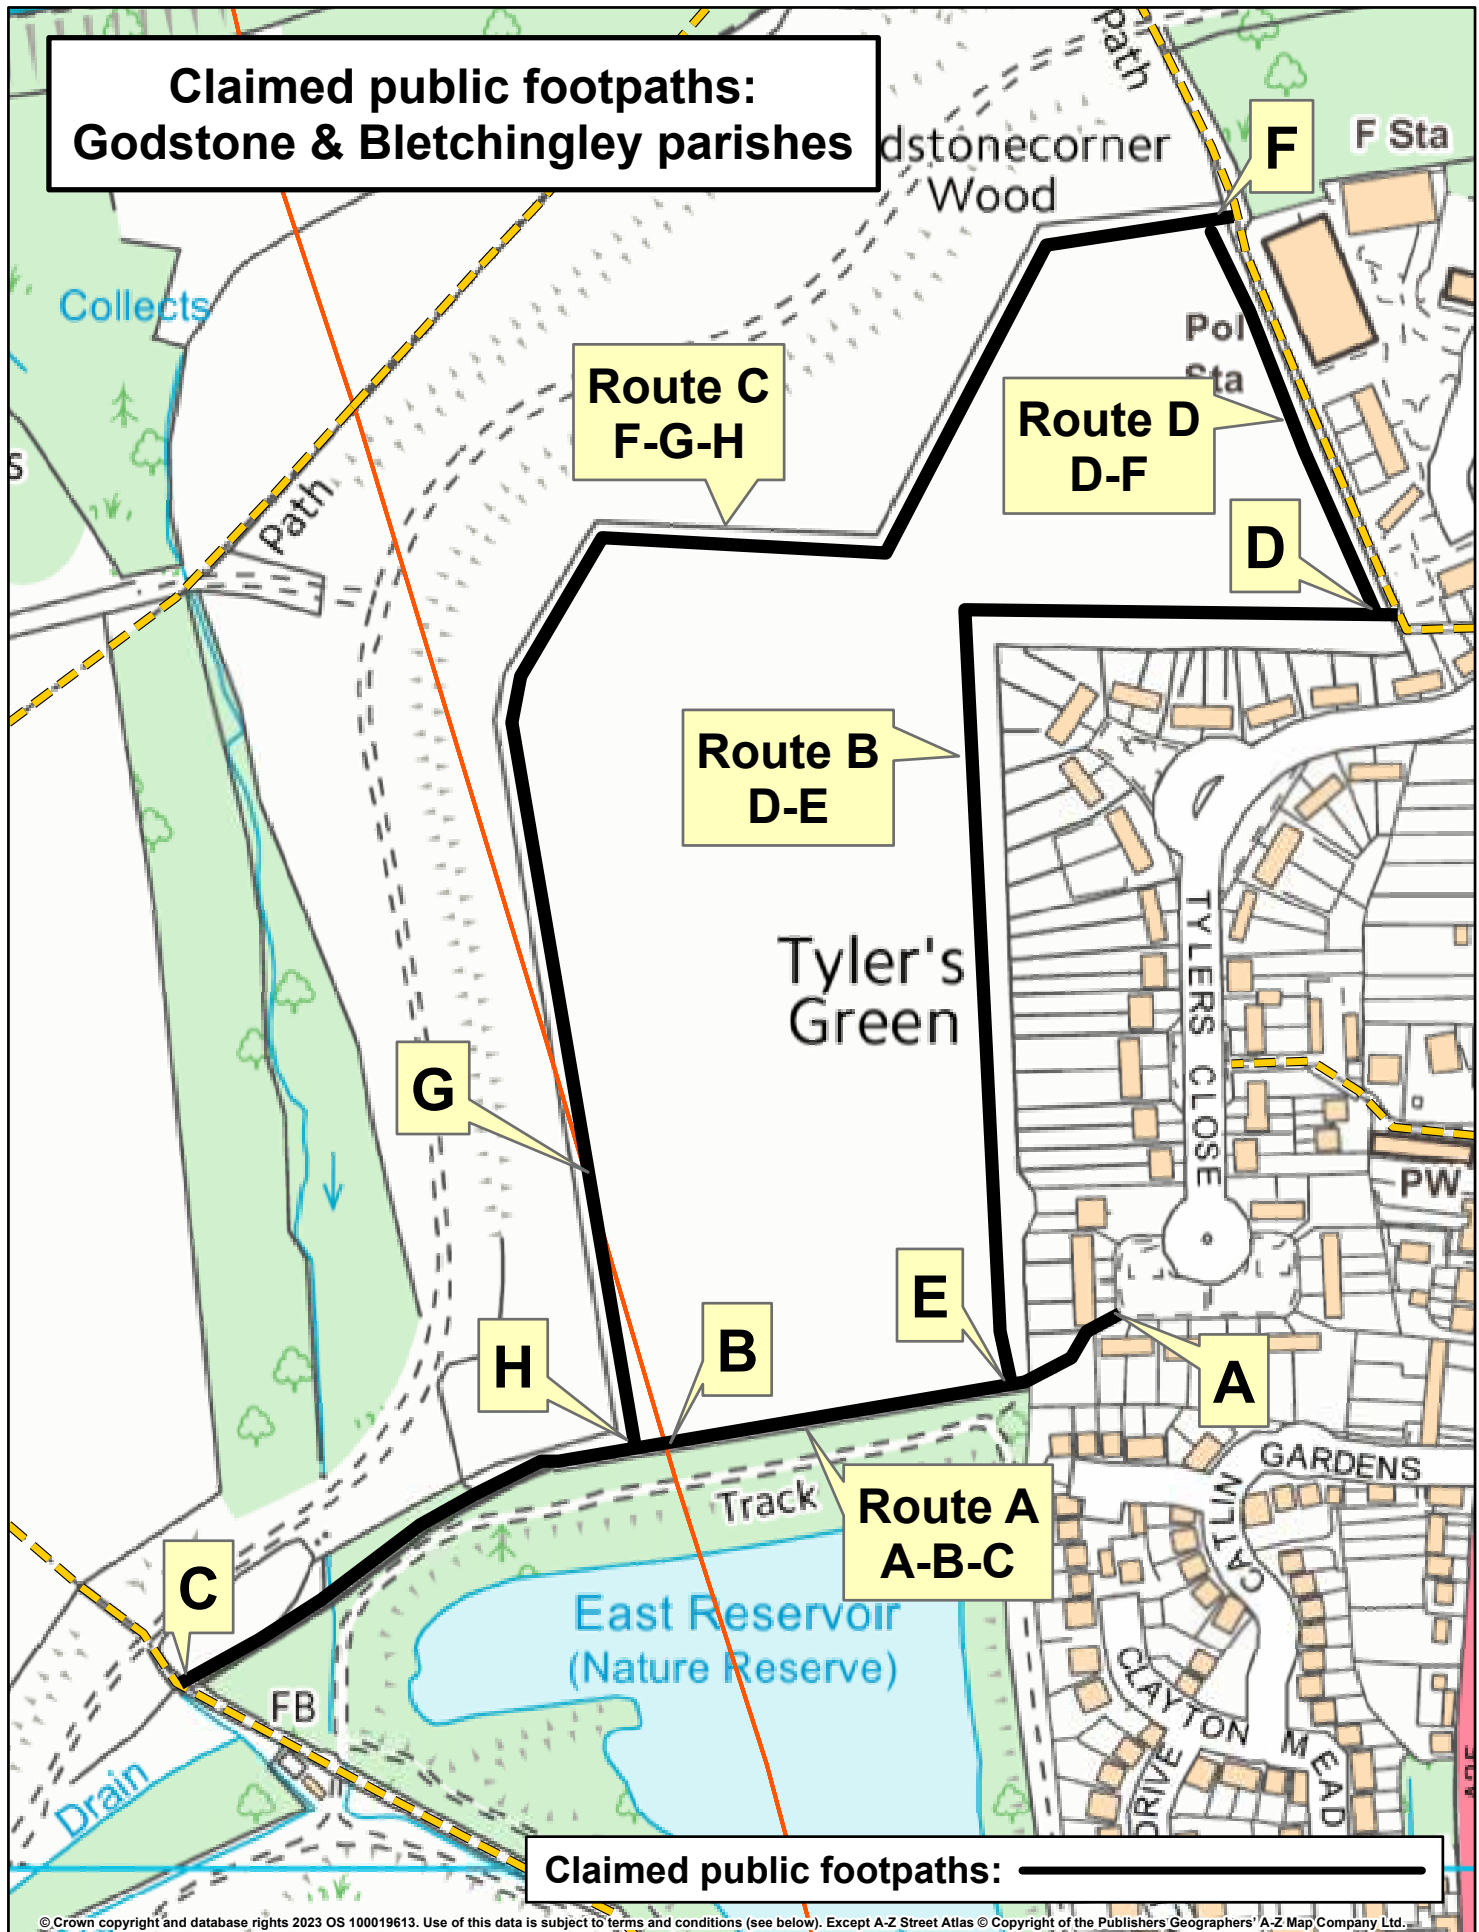 Claimed public footpaths:
Godstone & Bletchingley parishes
Path
dstonecorner
Wood
F
F Sta
Collects
Pol
Sta
Route C
F-G-H
Route D
D-F
Path
D
Route B
D-E
Tyler's
Green
TYLERS CLOSE
G
PW
E
B
H
A
GARDENS
Track
Route A
A-B-C
CATLIN
C
East Reservoir
(Nature Reserve)
FB
CLAYTON MEAD
DRIVE
Drain
Claimed public footpaths:
© Crown copyright and database rights 2023 OS 100019613. Use of this data is subject to terms and conditions (see below). Except A-Z Street Atlas © Copyright of the Publishers Geographers' A-Z Map Company Ltd.